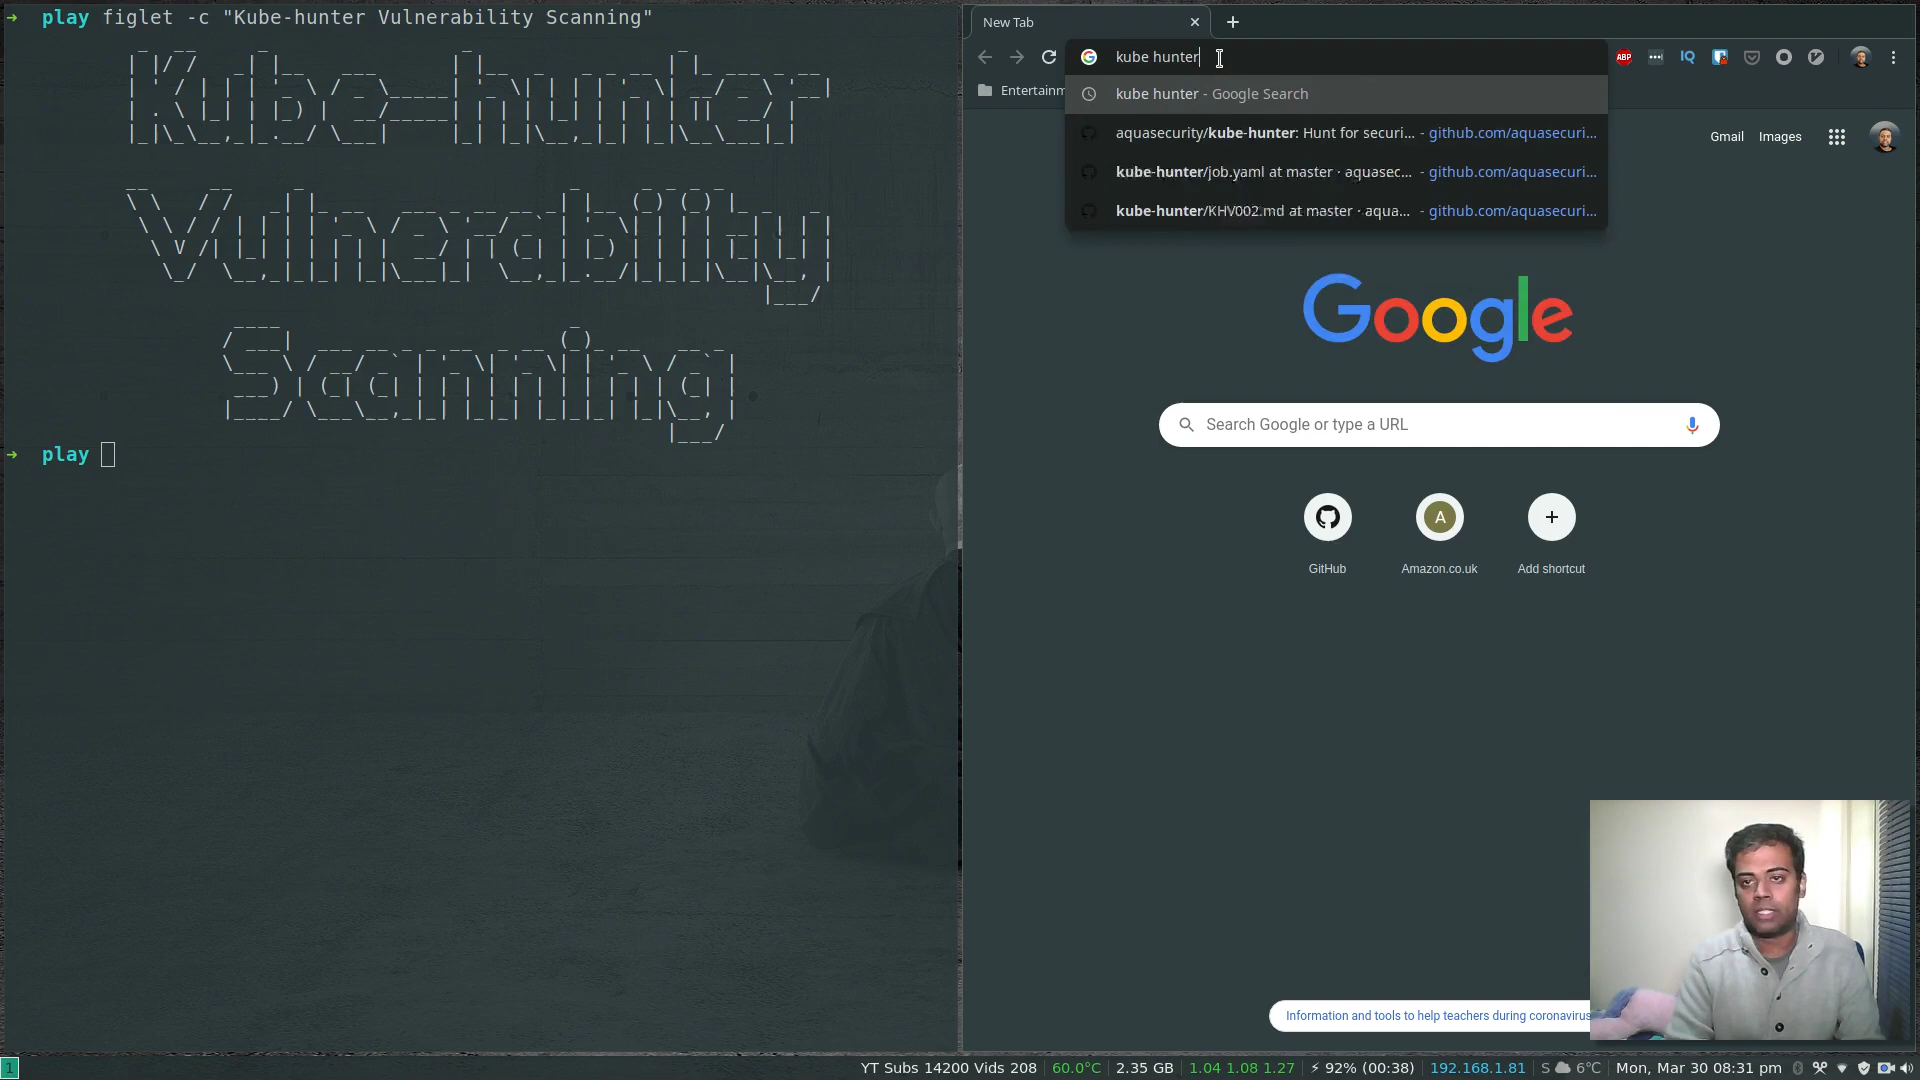 ➜ play figlet -c "Kube-hunter Vulnerability Scanning"
Kube-hunter
Vulnerability
Scanning
➜ play
New Tab
kube hunter
ABP
IQ
Entertainm
kube hunter - Google Search
aquasecurity/kube-hunter: Hunt for securi... - github.com/aquasecuri...
kube-hunter/job.yaml at master · aquasec... - github.com/aquasecuri...
kube-hunter/KHV002.md at master · aqua... - github.com/aquasecuri...
Gmail Images
Google
Search Google or type a URL
A
GitHub Amazon.co.uk Add shortcut
Information and tools to help teachers during coronavirus
1 YT Subs 14200 Vids 208 60.0°C 2.35 GB 1.04 1.08 1.27 ⚡ 92% (00:38) 192.168.1.81 S 6°C Mon, Mar 30 08:31 pm